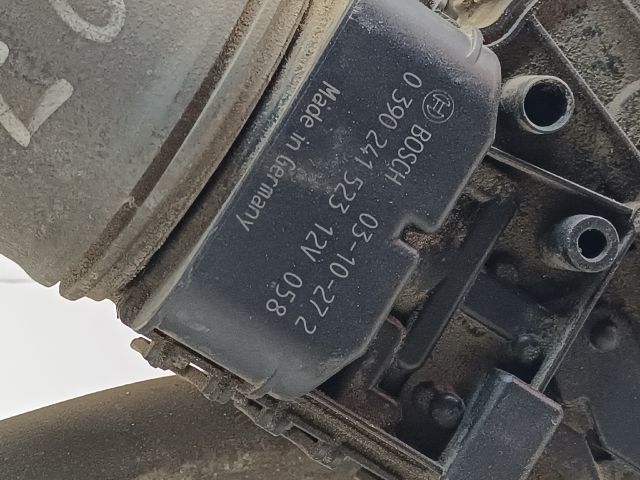 BOSCH 03-10-27 2
0 390 241 523 12V 058
Made in Germany